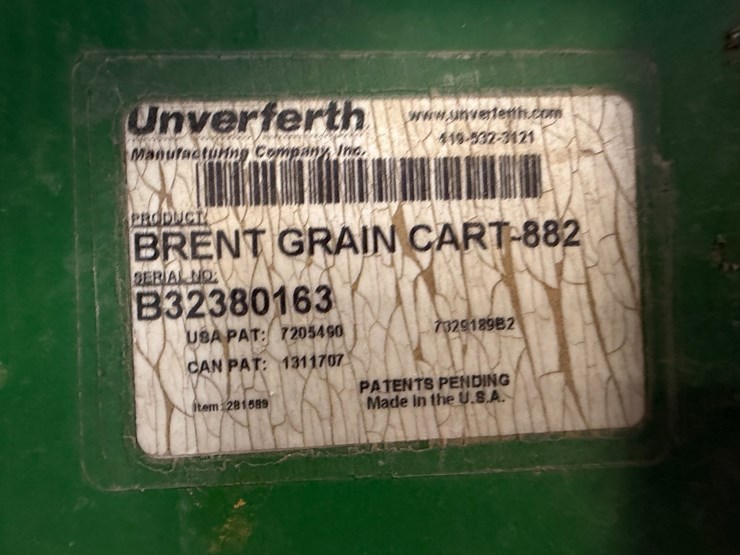 Unverferth
www.unverferth.com
Manufacturing Company, Inc.
419-532-3121
PRODUCT:
BRENT GRAIN CART-882
SERIAL NO:
B32380163
USA PAT: 7205490
7329189B2
CAN PAT: 1311707
PATENTS PENDING
Item: 281589
Made in the U.S.A.